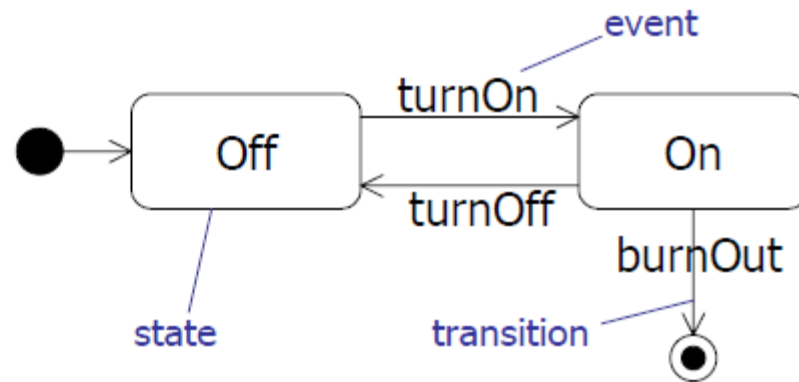 event
turnOn
Off
On
turnOff
burnOut
state
transition